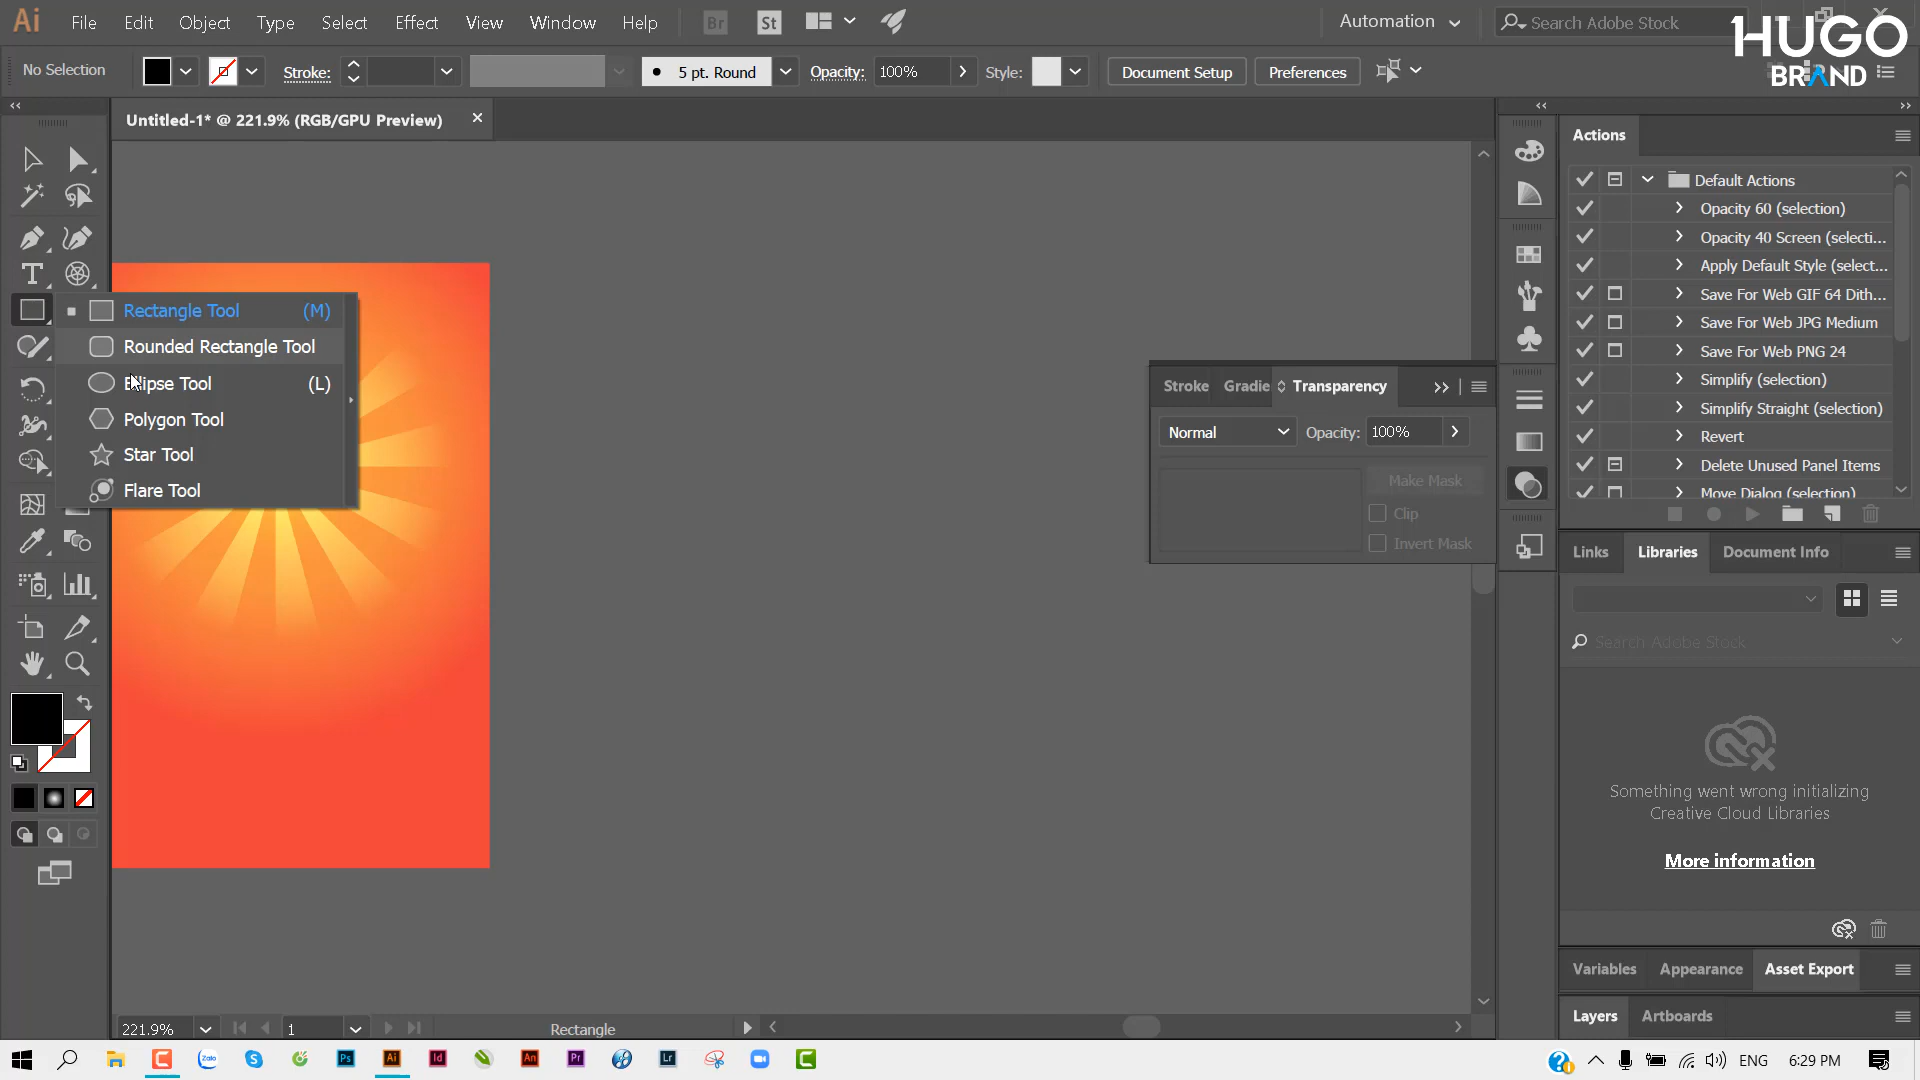 Ai File Edit Object Type Select Effect View Window Help Br St Automation Search Adobe Stock
HUGO
BRAND
No Selection Stroke: 5 pt. Round Opacity: 100% Style: Document Setup Preferences
Untitled-1* @ 221.9% (RGB/GPU Preview)
Actions
Default Actions
Opacity 60 (selection)
Opacity 40 Screen (selecti...
Apply Default Style (select...
Save For Web GIF 64 Dith...
Save For Web JPG Medium
Save For Web PNG 24
Simplify (selection)
Simplify Straight (selection)
Revert
Delete Unused Panel Items
Move Dialog (selection)
Rectangle Tool (M)
Rounded Rectangle Tool
Ellipse Tool (L)
Polygon Tool
Star Tool
Flare Tool
Stroke Gradie Transparency
Normal Opacity: 100%
Make Mask
Clip
Invert Mask
Links Libraries Document Info
Search Adobe Stock
Something went wrong initializing
Creative Cloud Libraries
More information
Variables Appearance Asset Export
Layers Artboards
221.9% 1 Rectangle
Zalo Ps Ai Id An Pr Lr ENG 6:29 PM